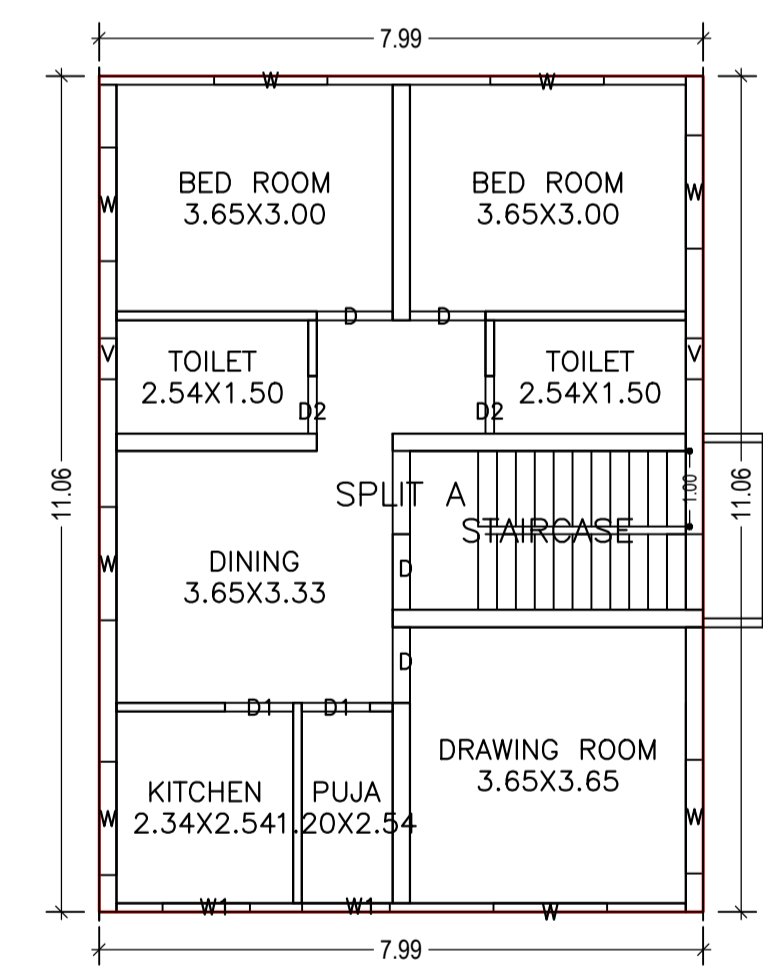 7.99
W W
BED ROOM
3.65X3.00
BED ROOM
3.65X3.00
W W
D D
V V
TOILET
2.54X1.50
TOILET
2.54X1.50
D2 D2
11.06
11.06
SPLIT A
1.00
STAIRCASE
W
DINING
3.65X3.33
D
D
D1 D1
DRAWING ROOM
3.65X3.65
KITCHEN
2.34X2.54
PUJA
1.20X2.54
W W
W1 W1 W
7.99